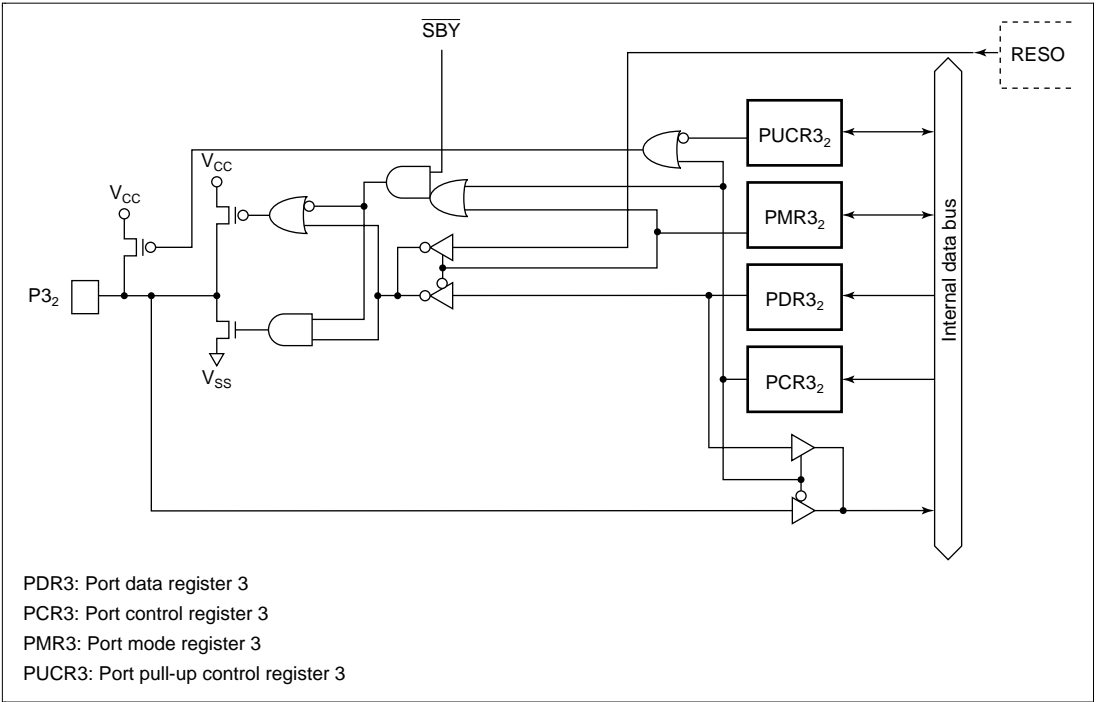 SBY
RESO
PUCR3₂
V_CC
V_CC
PMR3₂
P3₂
PDR3₂
Internal data bus
V_SS
PCR3₂
PDR3: Port data register 3
PCR3: Port control register 3
PMR3: Port mode register 3
PUCR3: Port pull-up control register 3